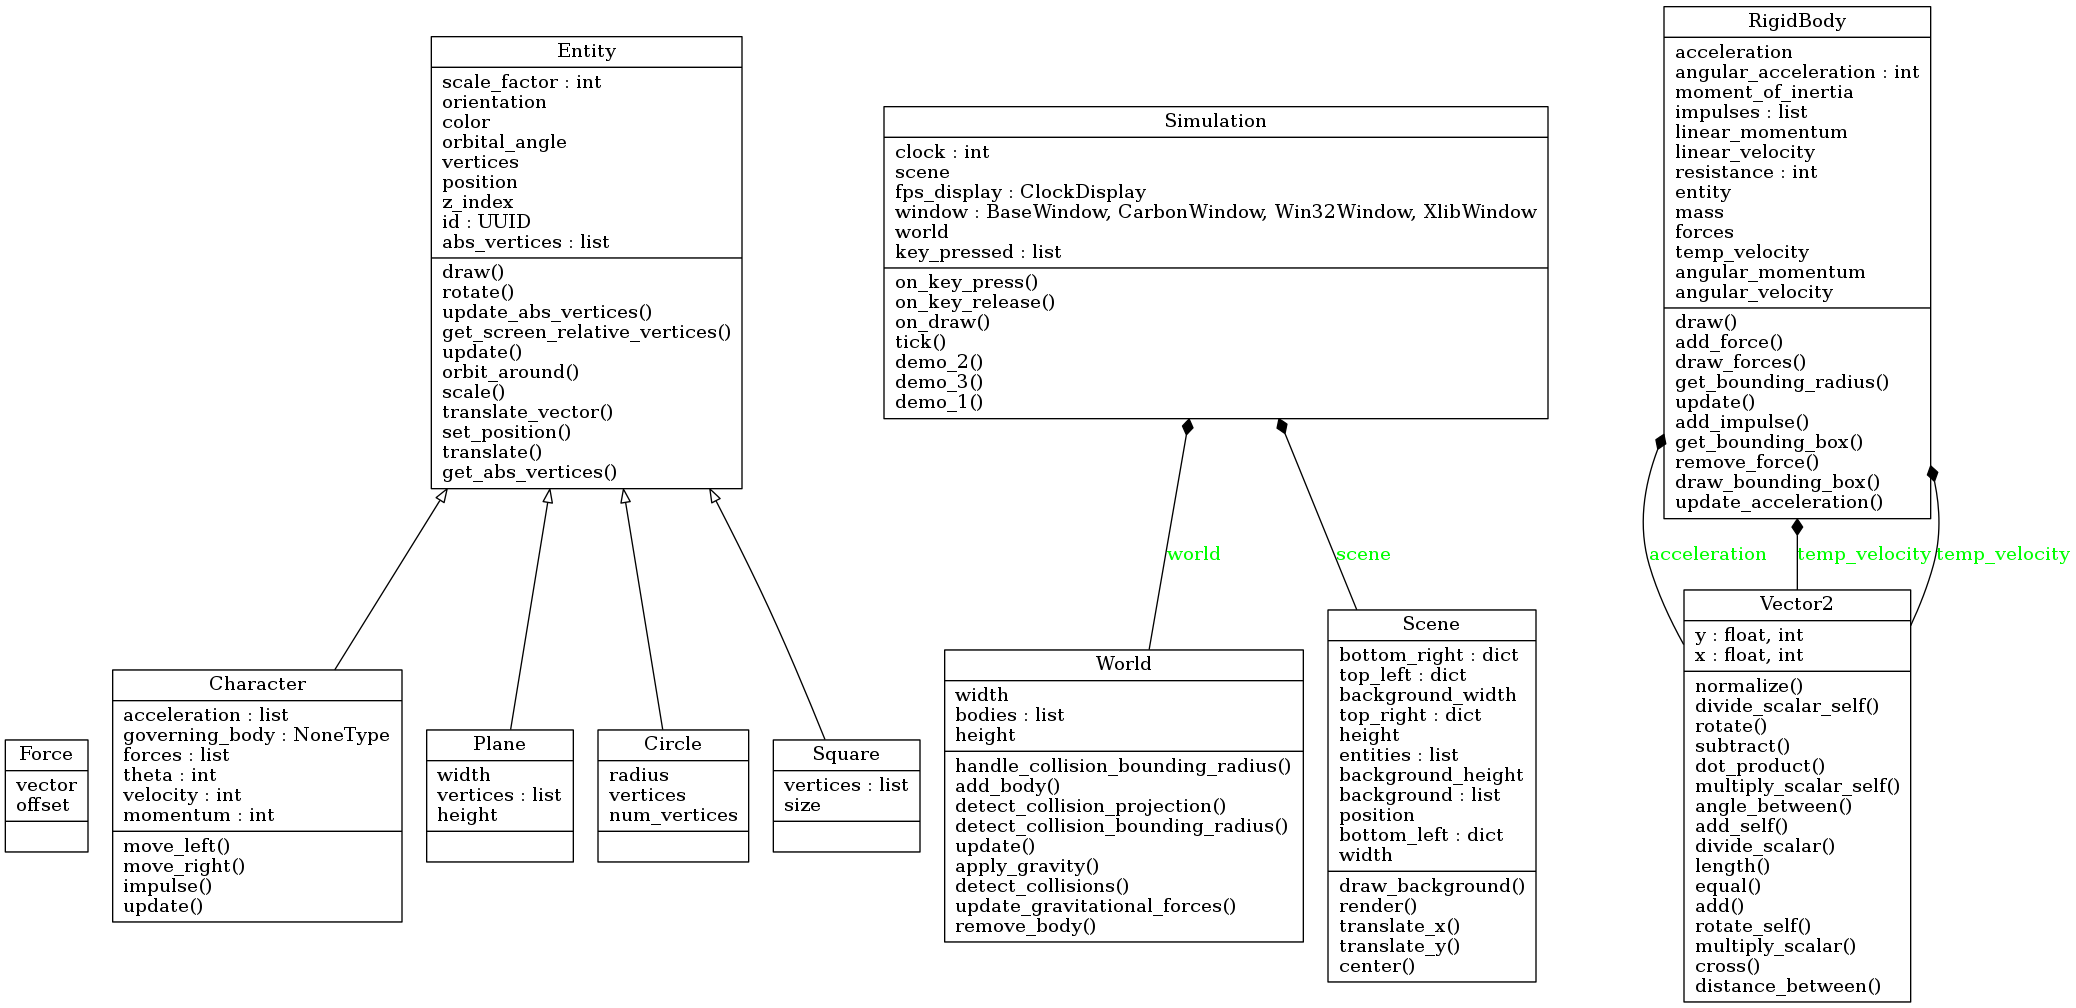 Entity
scale_factor : int
orientation
color
orbital_angle
vertices
position
z_index
id : UUID
abs_vertices : list
draw()
rotate()
update_abs_vertices()
get_screen_relative_vertices()
update()
orbit_around()
scale()
translate_vector()
set_position()
translate()
get_abs_vertices()
Simulation
clock : int
scene
fps_display : ClockDisplay
window : BaseWindow, CarbonWindow, Win32Window, XlibWindow
world
key_pressed : list
on_key_press()
on_key_release()
on_draw()
tick()
demo_2()
demo_3()
demo_1()
RigidBody
acceleration
angular_acceleration : int
moment_of_inertia
impulses : list
linear_momentum
linear_velocity
resistance : int
entity
mass
forces
temp_velocity
angular_momentum
angular_velocity
draw()
add_force()
draw_forces()
get_bounding_radius()
update()
add_impulse()
get_bounding_box()
remove_force()
draw_bounding_box()
update_acceleration()
world
scene
acceleration
temp_velocity
temp_velocity
Force
vector
offset
Character
acceleration : list
governing_body : NoneType
forces : list
theta : int
velocity : int
momentum : int
move_left()
move_right()
impulse()
update()
Plane
width
vertices : list
height
Circle
radius
vertices
num_vertices
Square
vertices : list
size
World
width
bodies : list
height
handle_collision_bounding_radius()
add_body()
detect_collision_projection()
detect_collision_bounding_radius()
update()
apply_gravity()
detect_collisions()
update_gravitational_forces()
remove_body()
Scene
bottom_right : dict
top_left : dict
background_width
top_right : dict
height
entities : list
background_height
background : list
position
bottom_left : dict
width
draw_background()
render()
translate_x()
translate_y()
center()
Vector2
y : float, int
x : float, int
normalize()
divide_scalar_self()
rotate()
subtract()
dot_product()
multiply_scalar_self()
angle_between()
add_self()
divide_scalar()
length()
equal()
add()
rotate_self()
multiply_scalar()
cross()
distance_between()